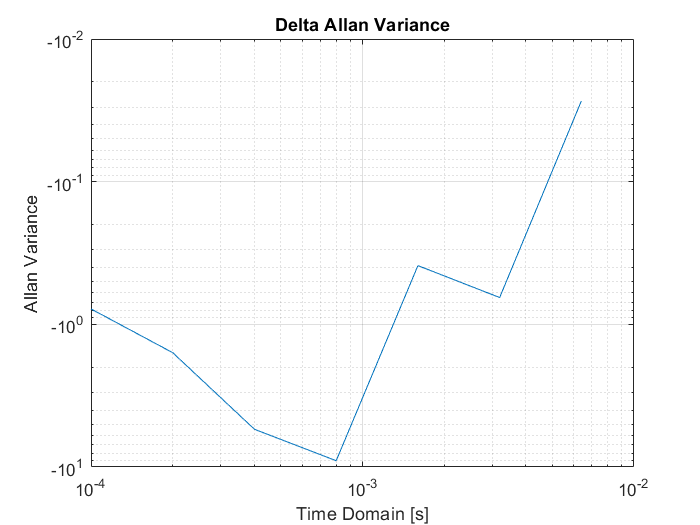 Delta Allan Variance
-10^-2
-10^-1
-10^0
-10^1
Allan Variance
10^-4
10^-3
10^-2
Time Domain [s]